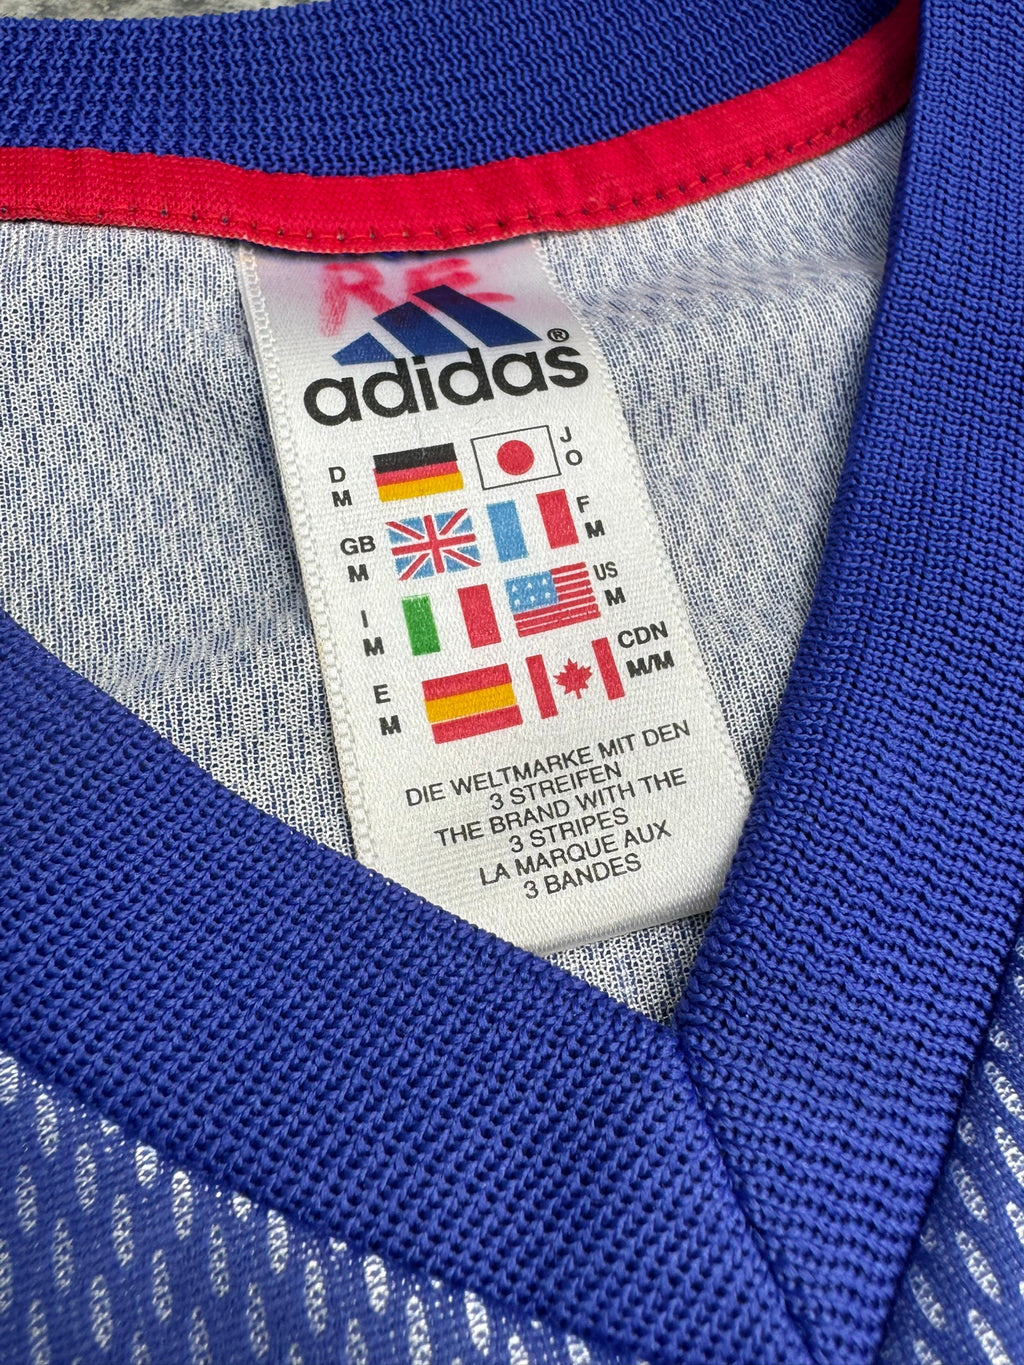 R.E.
adidas®
D
M
J
O
GB
M
F
M
I
M
US
M
E
M
CDN
M/M
DIE WELTMARKE MIT DEN
3 STREIFEN
THE BRAND WITH THE
3 STRIPES
LA MARQUE AUX
3 BANDES